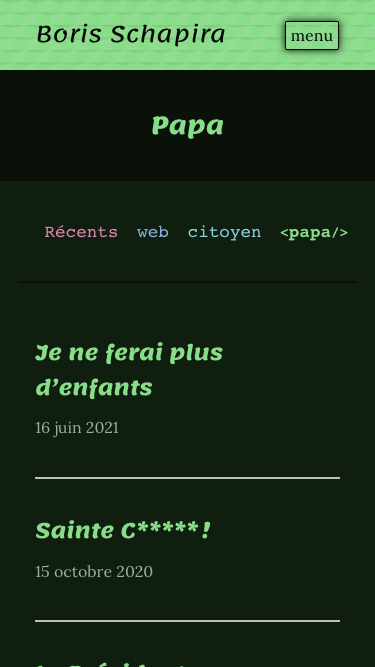 Boris Schapira
menu
Papa
Récents web citoyen <papa/>
Je ne ferai plus
d’enfants
16 juin 2021
Sainte C***** !
15 octobre 2020